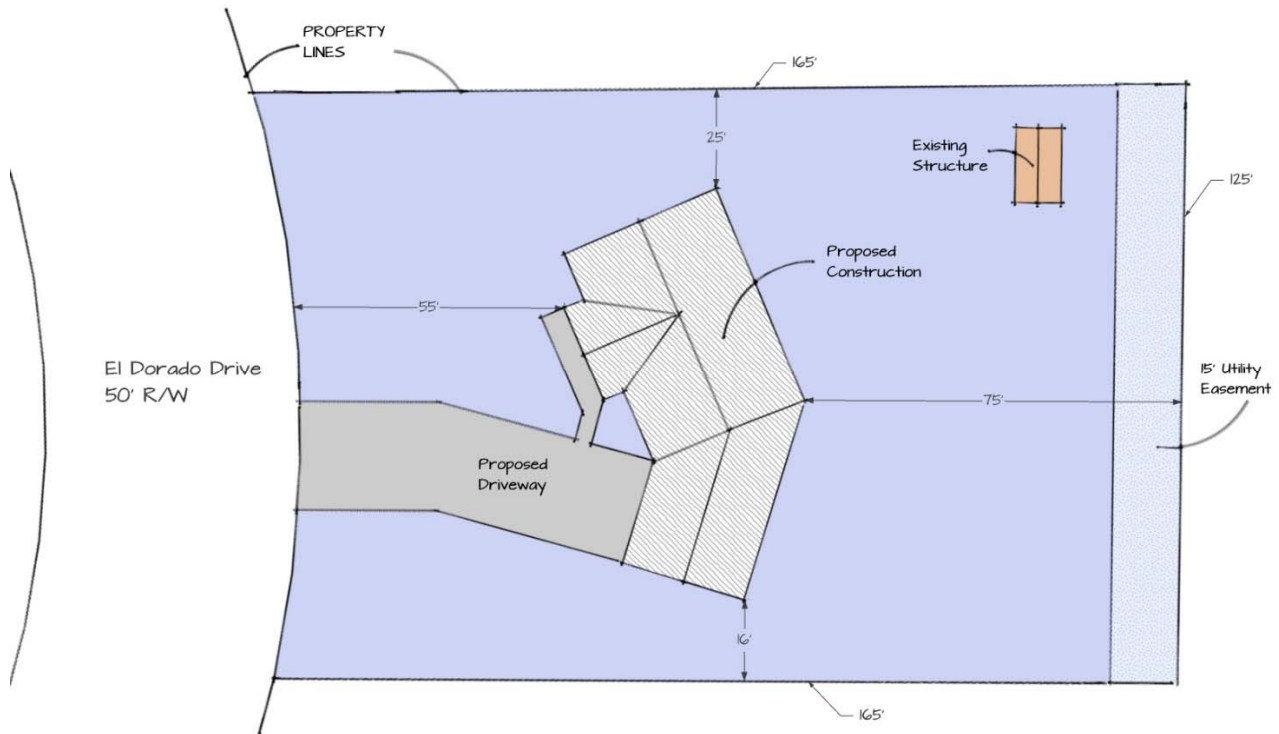 PROPERTY
LINES
165'
25'
Existing
Structure
125'
Proposed
Construction
55'
El Dorado Drive
50' R/W
15' Utility
Easement
75'
Proposed
Driveway
16'
165'